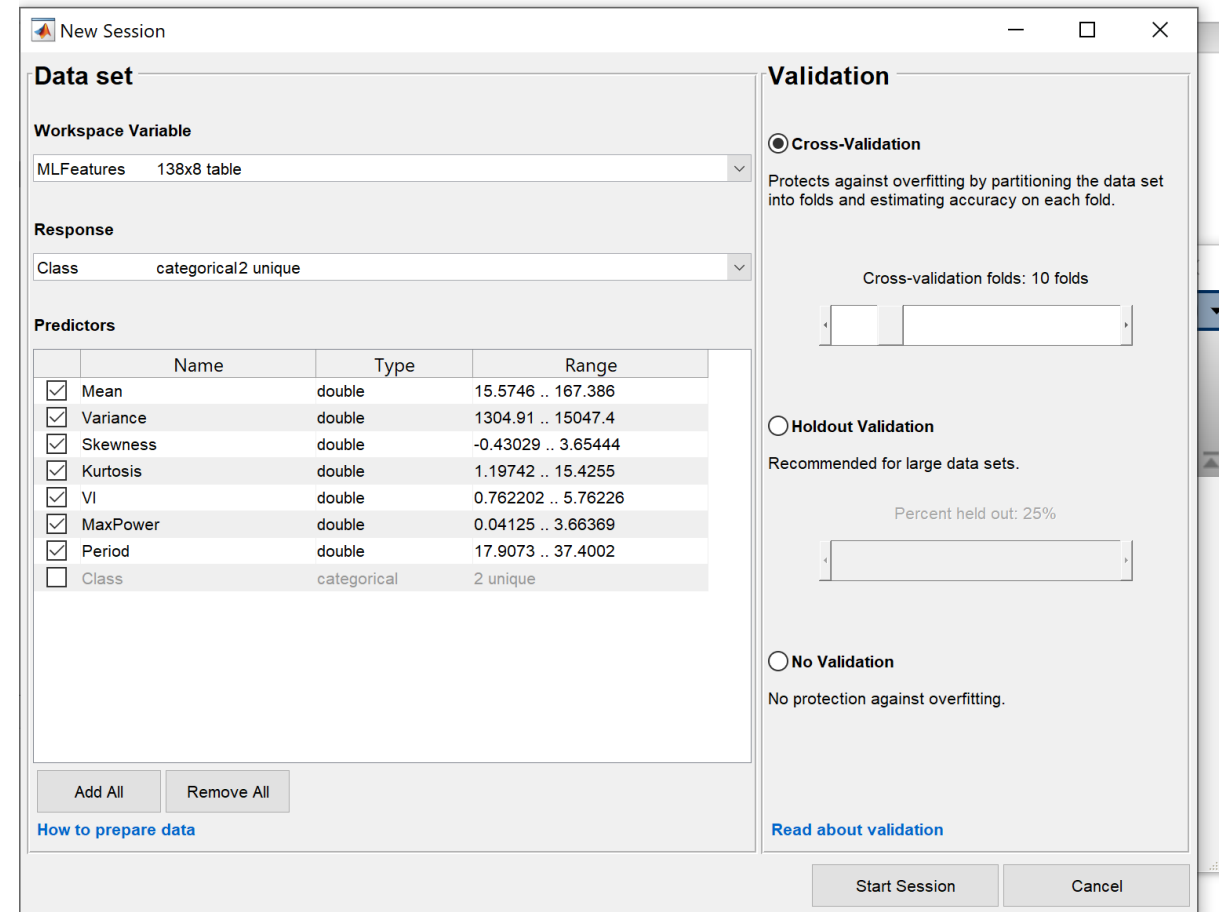 New Session
Data set
Workspace Variable
MLFeatures 138x8 table
Response
Class categorical 2 unique
Predictors
Name Type Range
Mean double 15.5746 .. 167.386
Variance double 1304.91 .. 15047.4
Skewness double -0.43029 .. 3.65444
Kurtosis double 1.19742 .. 15.4255
VI double 0.762202 .. 5.76226
MaxPower double 0.04125 .. 3.66369
Period double 17.9073 .. 37.4002
Class categorical 2 unique
Add All Remove All
How to prepare data
Validation
Cross-Validation
Protects against overfitting by partitioning the data set
into folds and estimating accuracy on each fold.
Cross-validation folds: 10 folds
Holdout Validation
Recommended for large data sets.
Percent held out: 25%
No Validation
No protection against overfitting.
Read about validation
Start Session Cancel